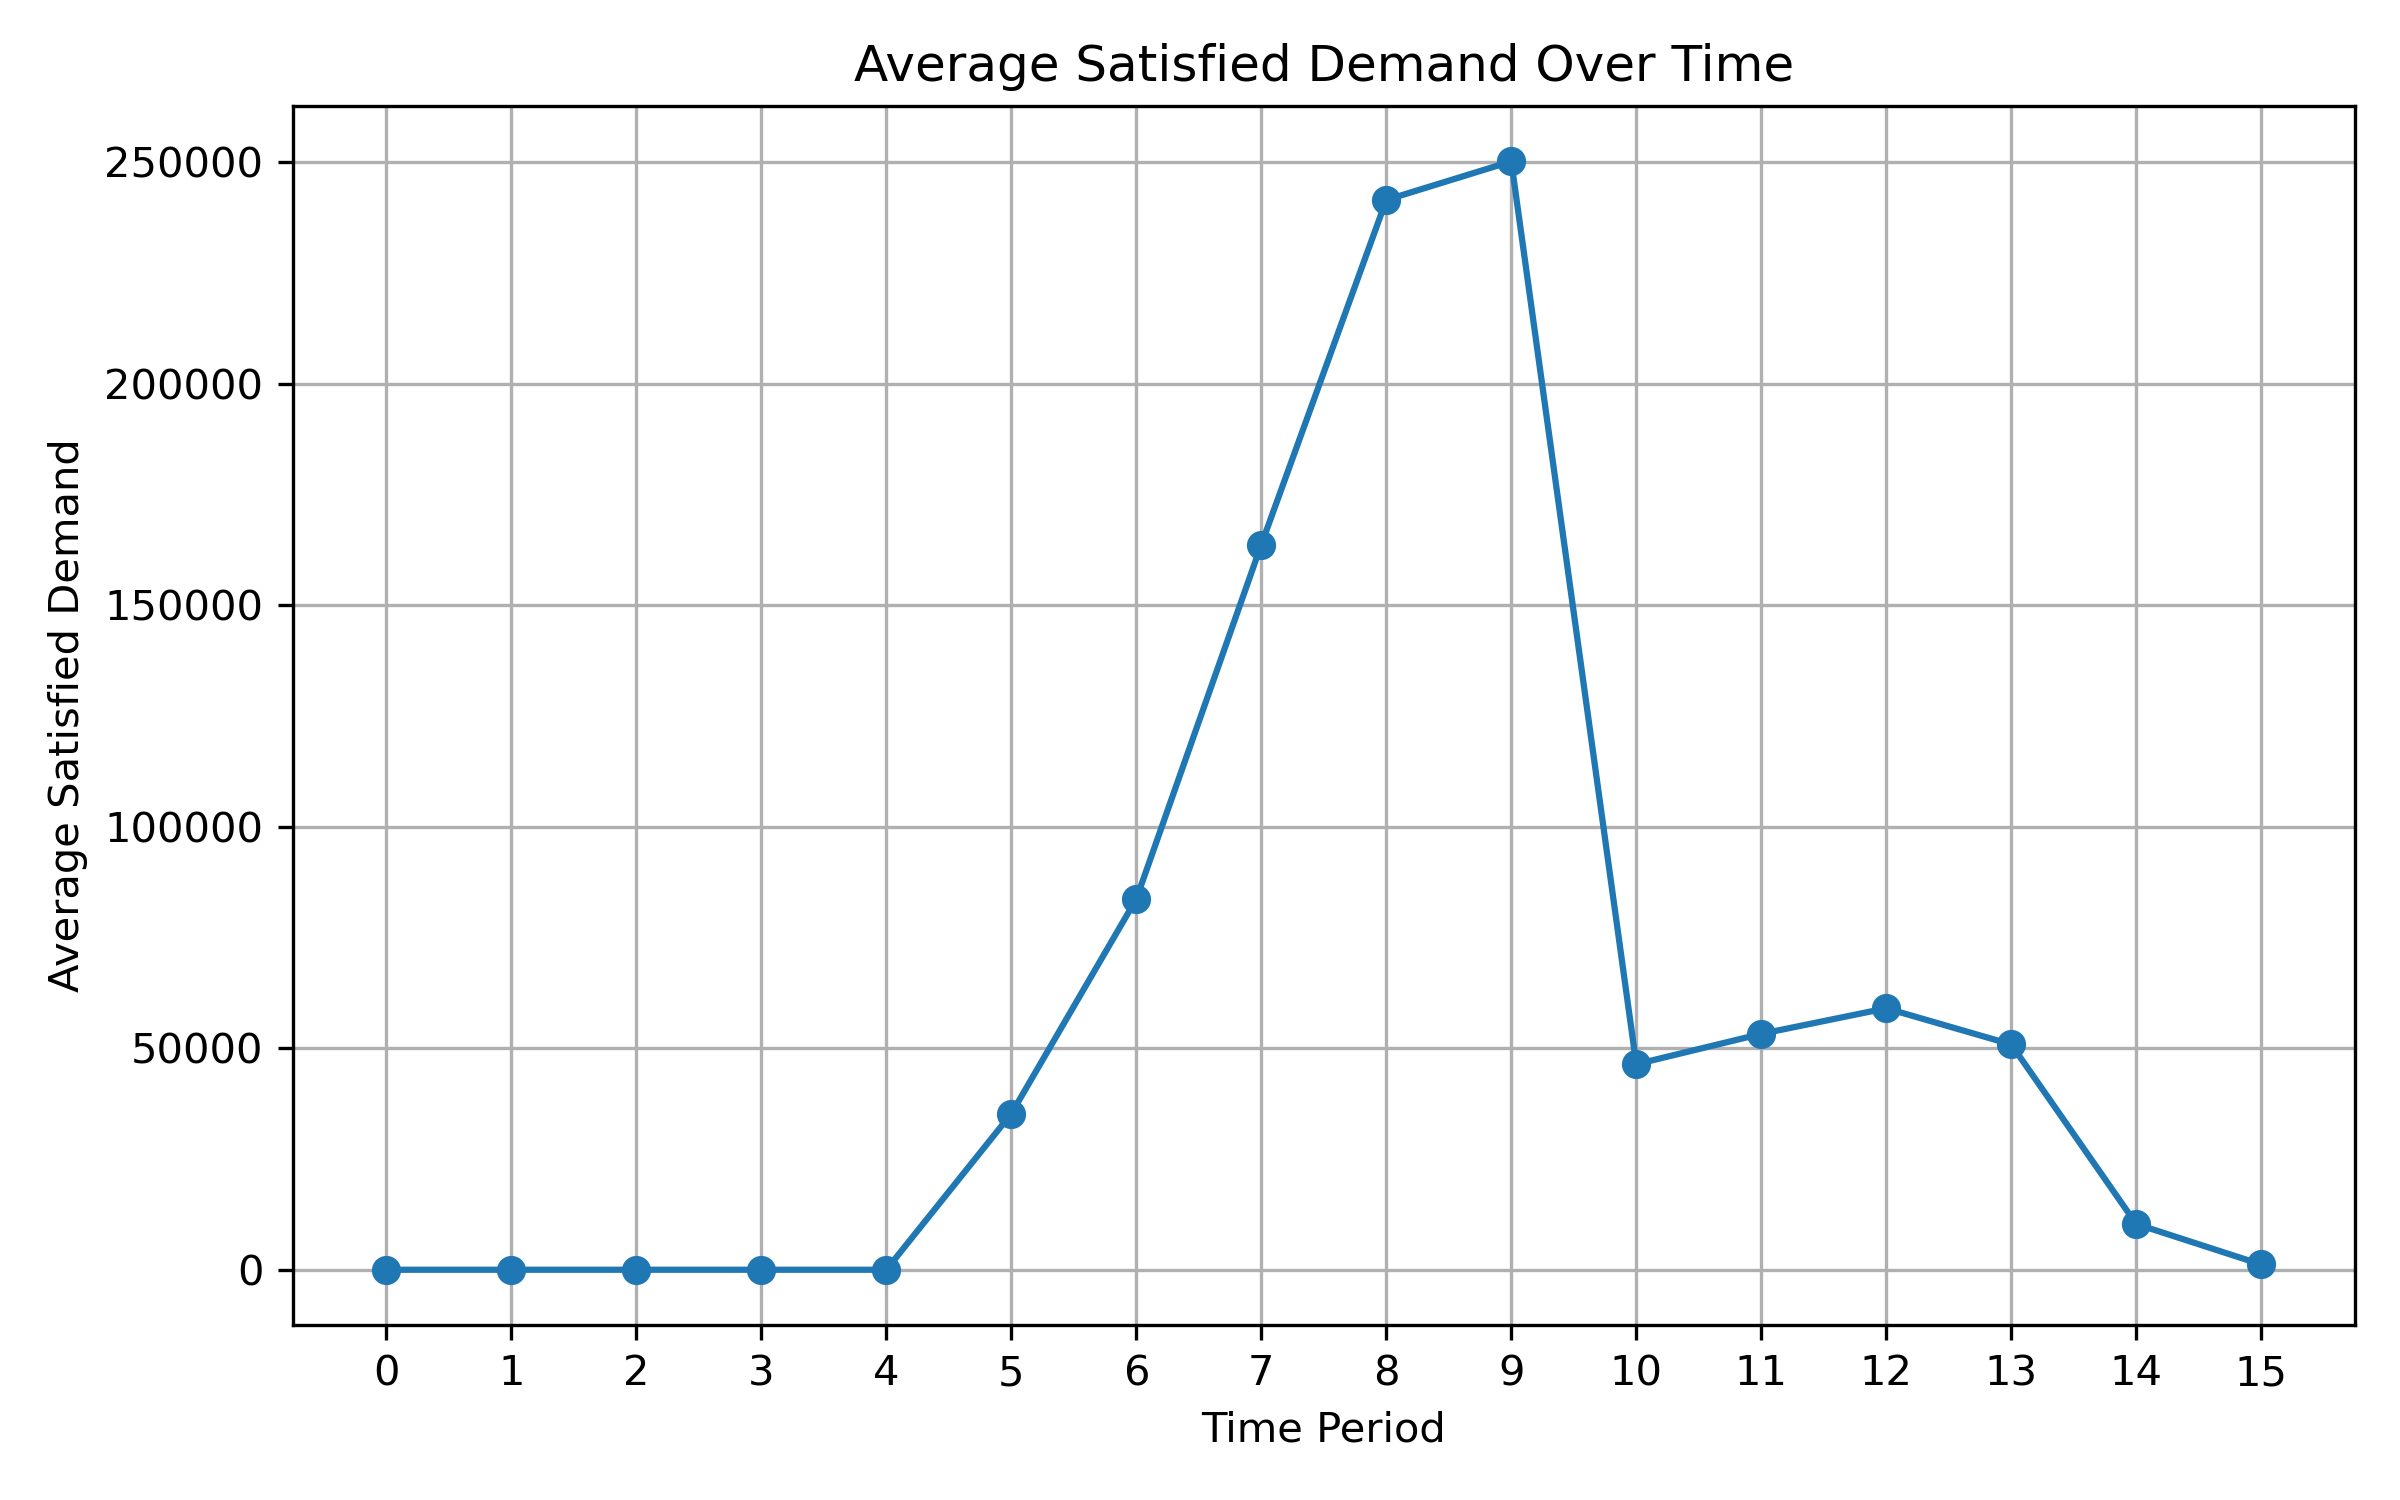 Average Satisfied Demand Over Time
Average Satisfied Demand
250000
200000
150000
100000
50000
0
0 1 2 3 4 5 6 7 8 9 10 11 12 13 14 15
Time Period